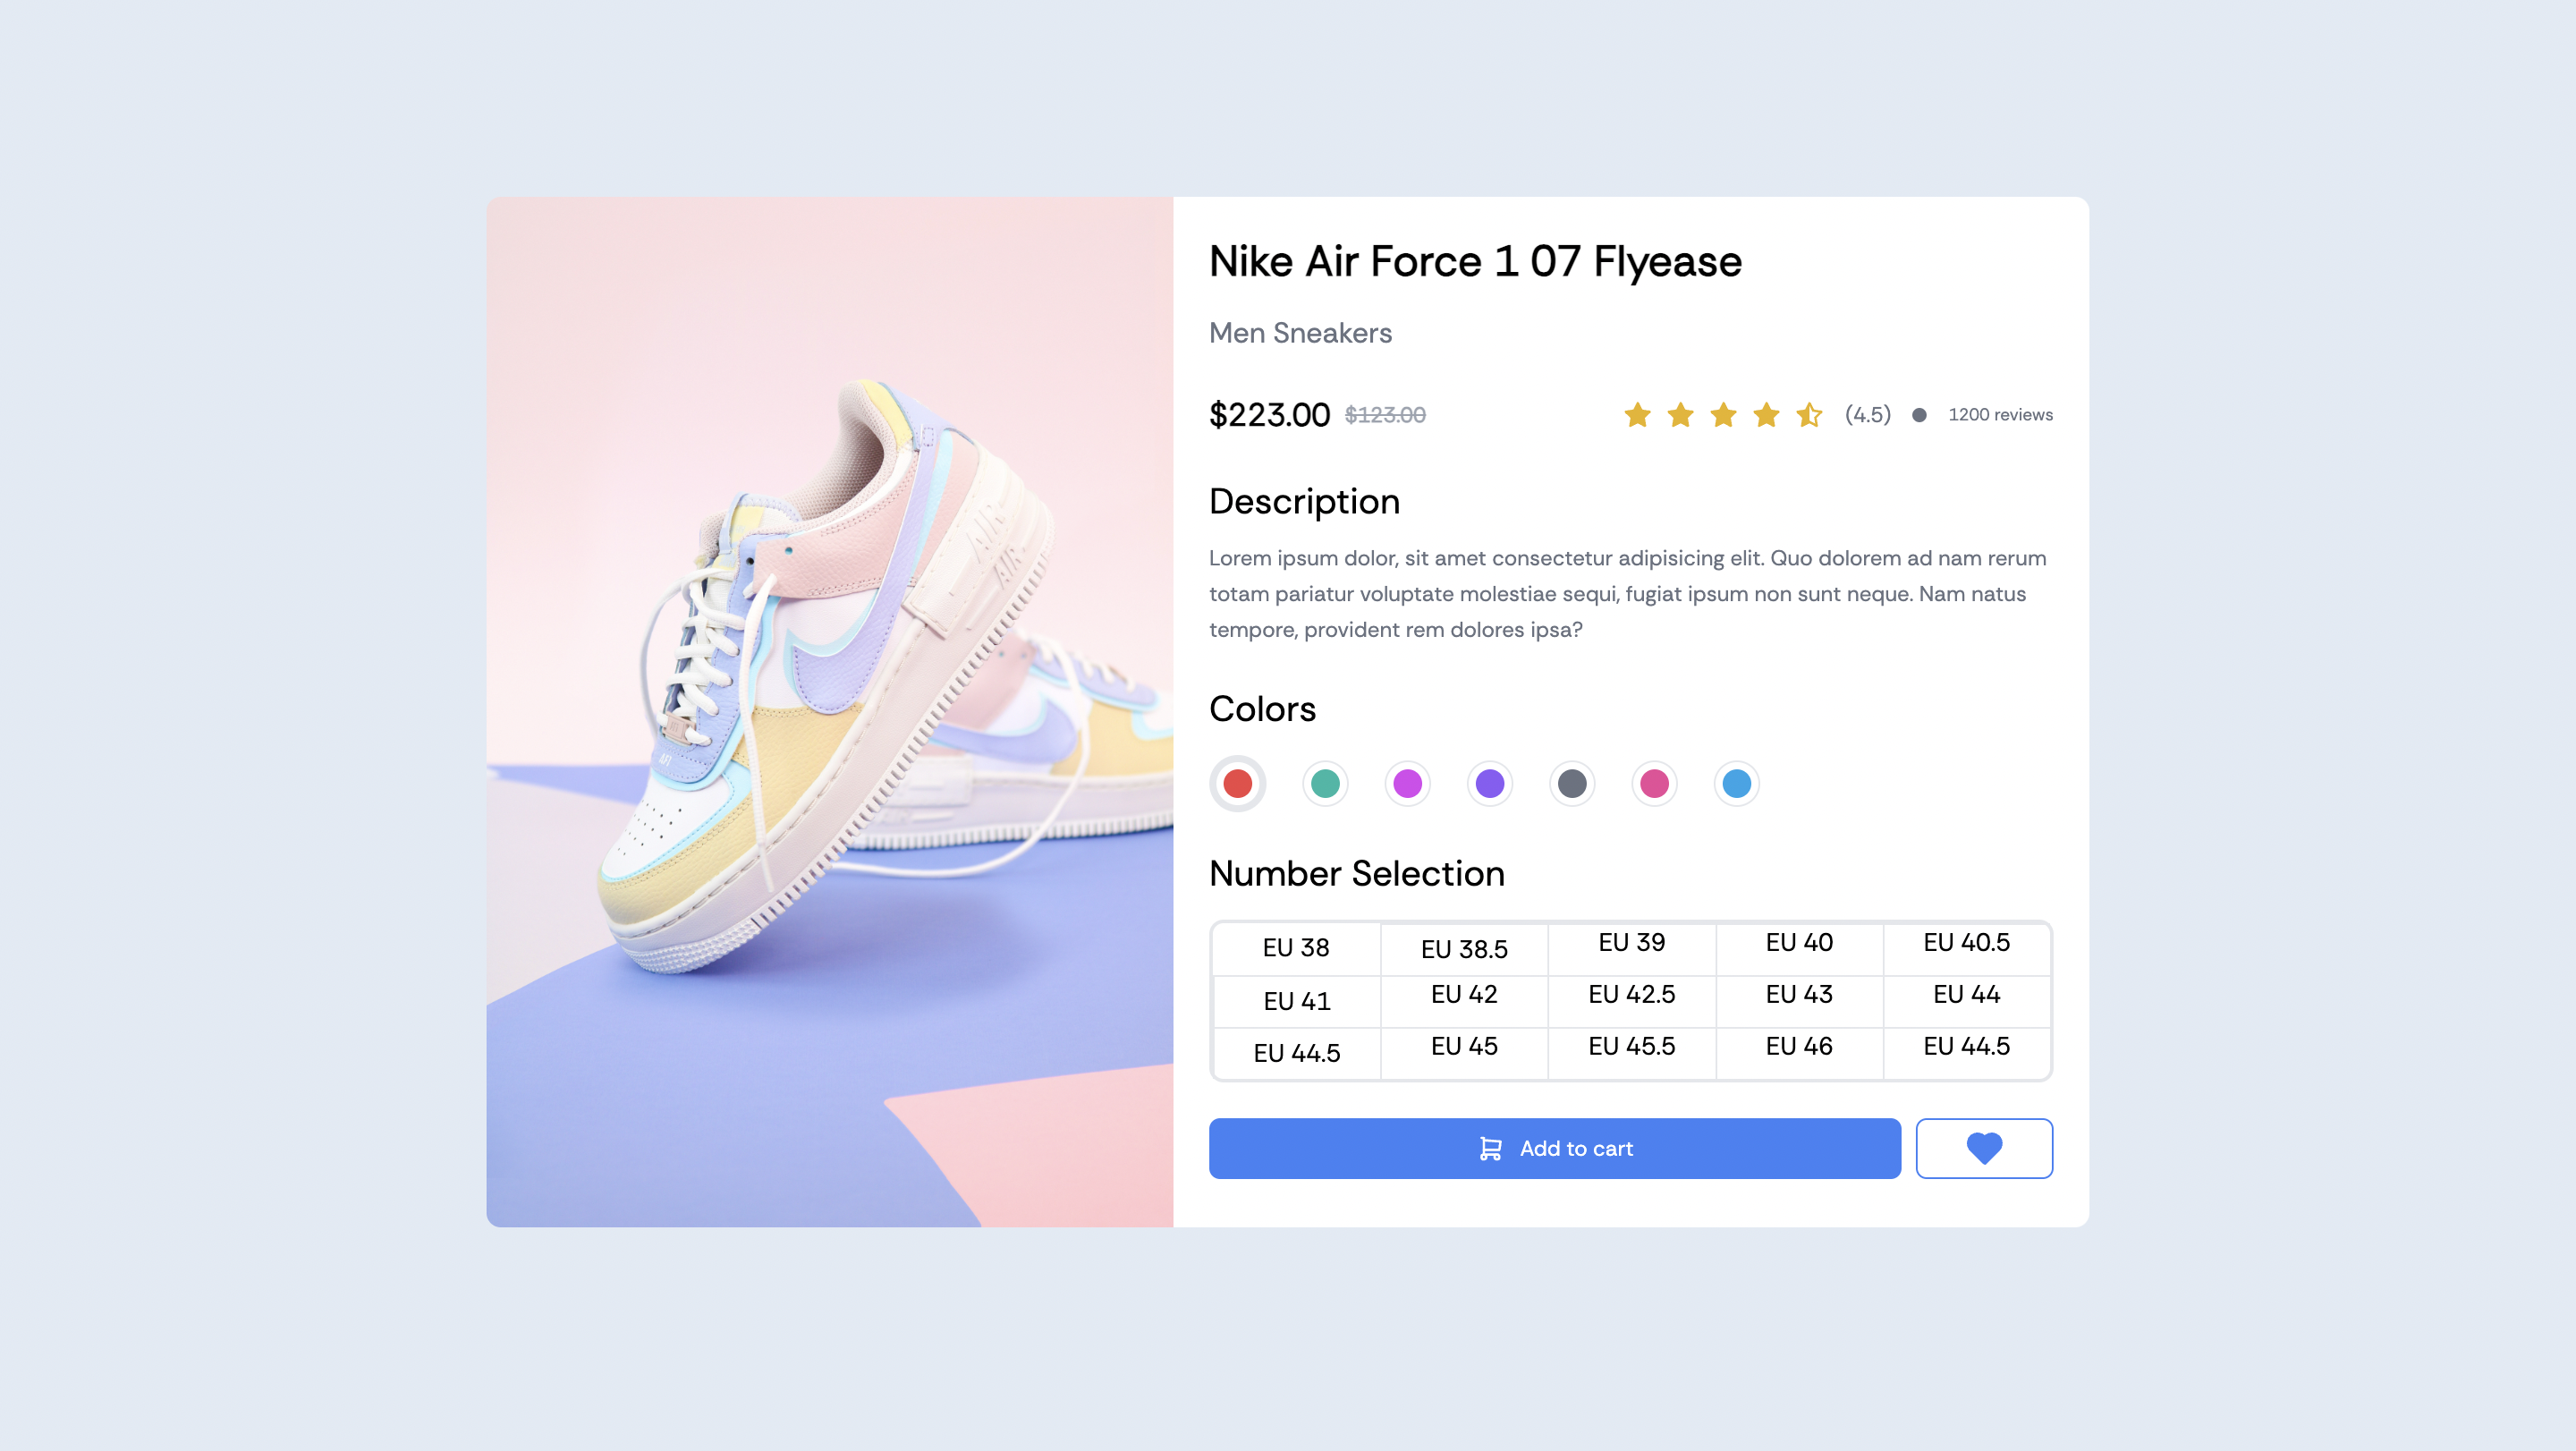 Nike Air Force 1 07 Flyease
Men Sneakers
$223.00 $123.00 (4.5) 1200 reviews
Description
Lorem ipsum dolor, sit amet consectetur adipisicing elit. Quo dolorem ad nam rerum
totam pariatur voluptate molestiae sequi, fugiat ipsum non sunt neque. Nam natus
tempore, provident rem dolores ipsa?
Colors
Number Selection
EU 38 EU 38.5 EU 39 EU 40 EU 40.5
EU 41 EU 42 EU 42.5 EU 43 EU 44
EU 44.5 EU 45 EU 45.5 EU 46 EU 44.5
Add to cart
AIR
AIR